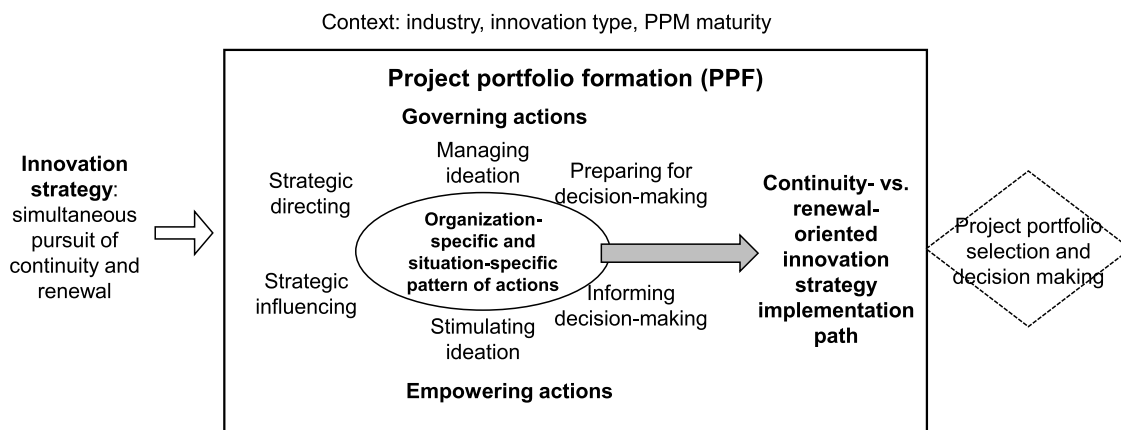 Context: industry, innovation type, PPM maturity
Project portfolio formation (PPF)
Governing actions
Innovation
strategy:
simultaneous
pursuit of
continuity and
renewal
Strategic
directing
Managing
ideation
Preparing for
decision-making
Organization-
specific and
situation-specific
pattern of actions
Strategic
influencing
Stimulating
ideation
Informing
decision-making
Empowering actions
Continuity- vs.
renewal-
oriented
innovation
strategy
implementation
path
Project portfolio
selection and
decision making